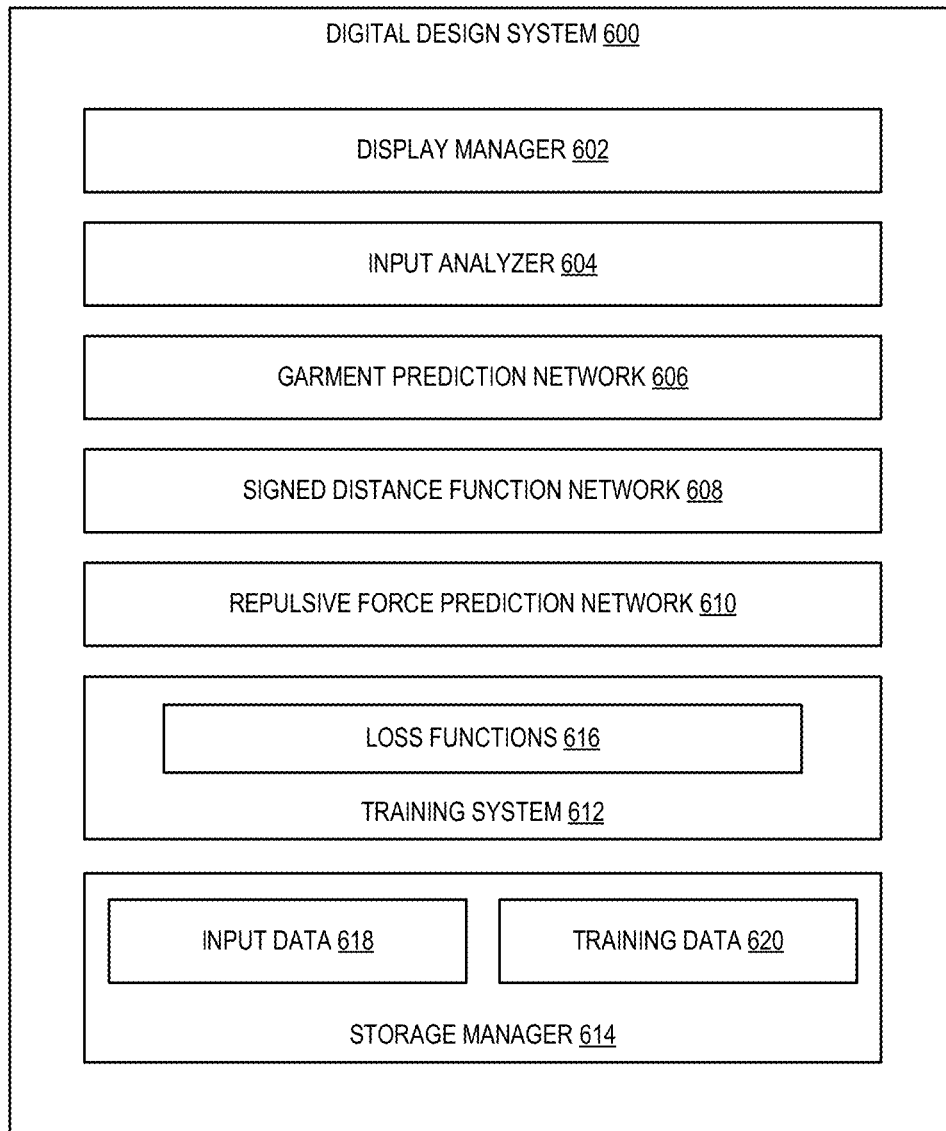 DIGITAL DESIGN SYSTEM 600
DISPLAY MANAGER 602
INPUT ANALYZER 604
GARMENT PREDICTION NETWORK 606
SIGNED DISTANCE FUNCTION NETWORK 608
REPULSIVE FORCE PREDICTION NETWORK 610
LOSS FUNCTIONS 616
TRAINING SYSTEM 612
INPUT DATA 618
TRAINING DATA 620
STORAGE MANAGER 614